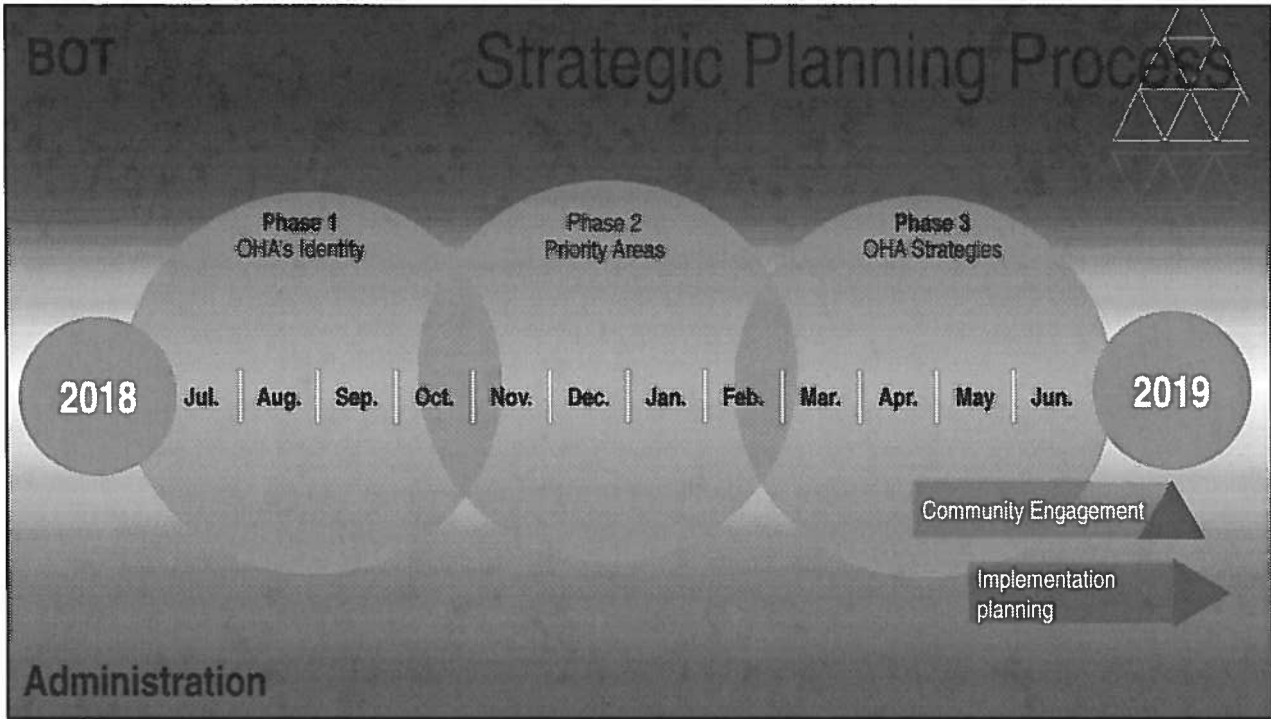 BOT
Strategic Planning Process
Phase 1
OHA's Identity
Phase 2
Priority Areas
Phase 3
OHA Strategies
2018
Jul.
Aug.
Sep.
Oct.
Nov.
Dec.
Jan.
Feb.
Mar.
Apr.
May
Jun.
2019
Community Engagement
Implementation
planning
Administration